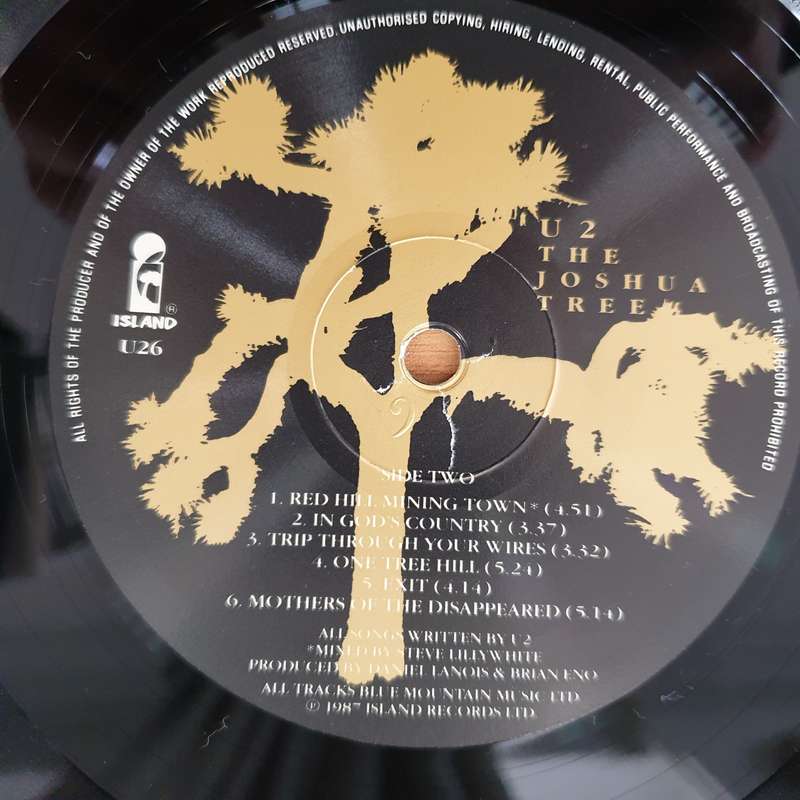 ALL RIGHTS OF THE PRODUCER AND OF THE OWNER OF THE WORK REPRODUCED RESERVED. UNAUTHORISED COPYING, HIRING, LENDING, RENTAL, PUBLIC PERFORMANCE AND BROADCASTING OF THIS RECORD PROHIBITED
U2
THE
JOSHUA
TREE
®
ISLAND
U26
SIDE TWO
1. RED HILL MINING TOWN* (4.51)
2. IN GOD'S COUNTRY (3.37)
3. TRIP THROUGH YOUR WIRES (3.32)
4. ONE TREE HILL (5.24)
5. EXIT (4.14)
6. MOTHERS OF THE DISAPPEARED (5.14)
ALL SONGS WRITTEN BY U2
*MIXED BY STEVE LILLYWHITE
PRODUCED BY DANIEL LANOIS & BRIAN ENO
ALL TRACKS BLUE MOUNTAIN MUSIC LTD
℗ 1987 ISLAND RECORDS LTD.